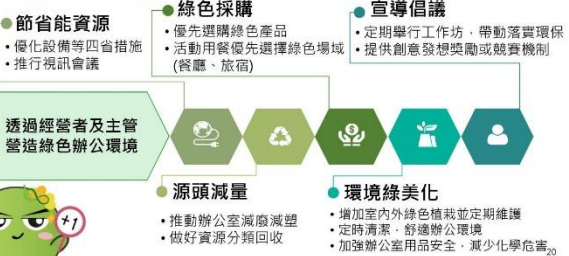 節省能資源
• 優化設備等四省措施
• 推行視訊會議
綠色採購
• 優先選購綠色產品
• 活動用餐優先選擇綠色場域
(餐廳、旅宿)
宣導倡議
• 定期舉行工作坊，帶動落實環保
• 提供創意發想獎勵或競賽機制
透過經營者及主管
營造綠色辦公環境
源頭減量
• 推動辦公室減廢減塑
• 做好資源分類回收
環境綠美化
• 增加室內外綠色植栽並定期維護
• 定時清潔，舒適辦公環境
• 加強辦公室用品安全，減少化學危害
+1
20